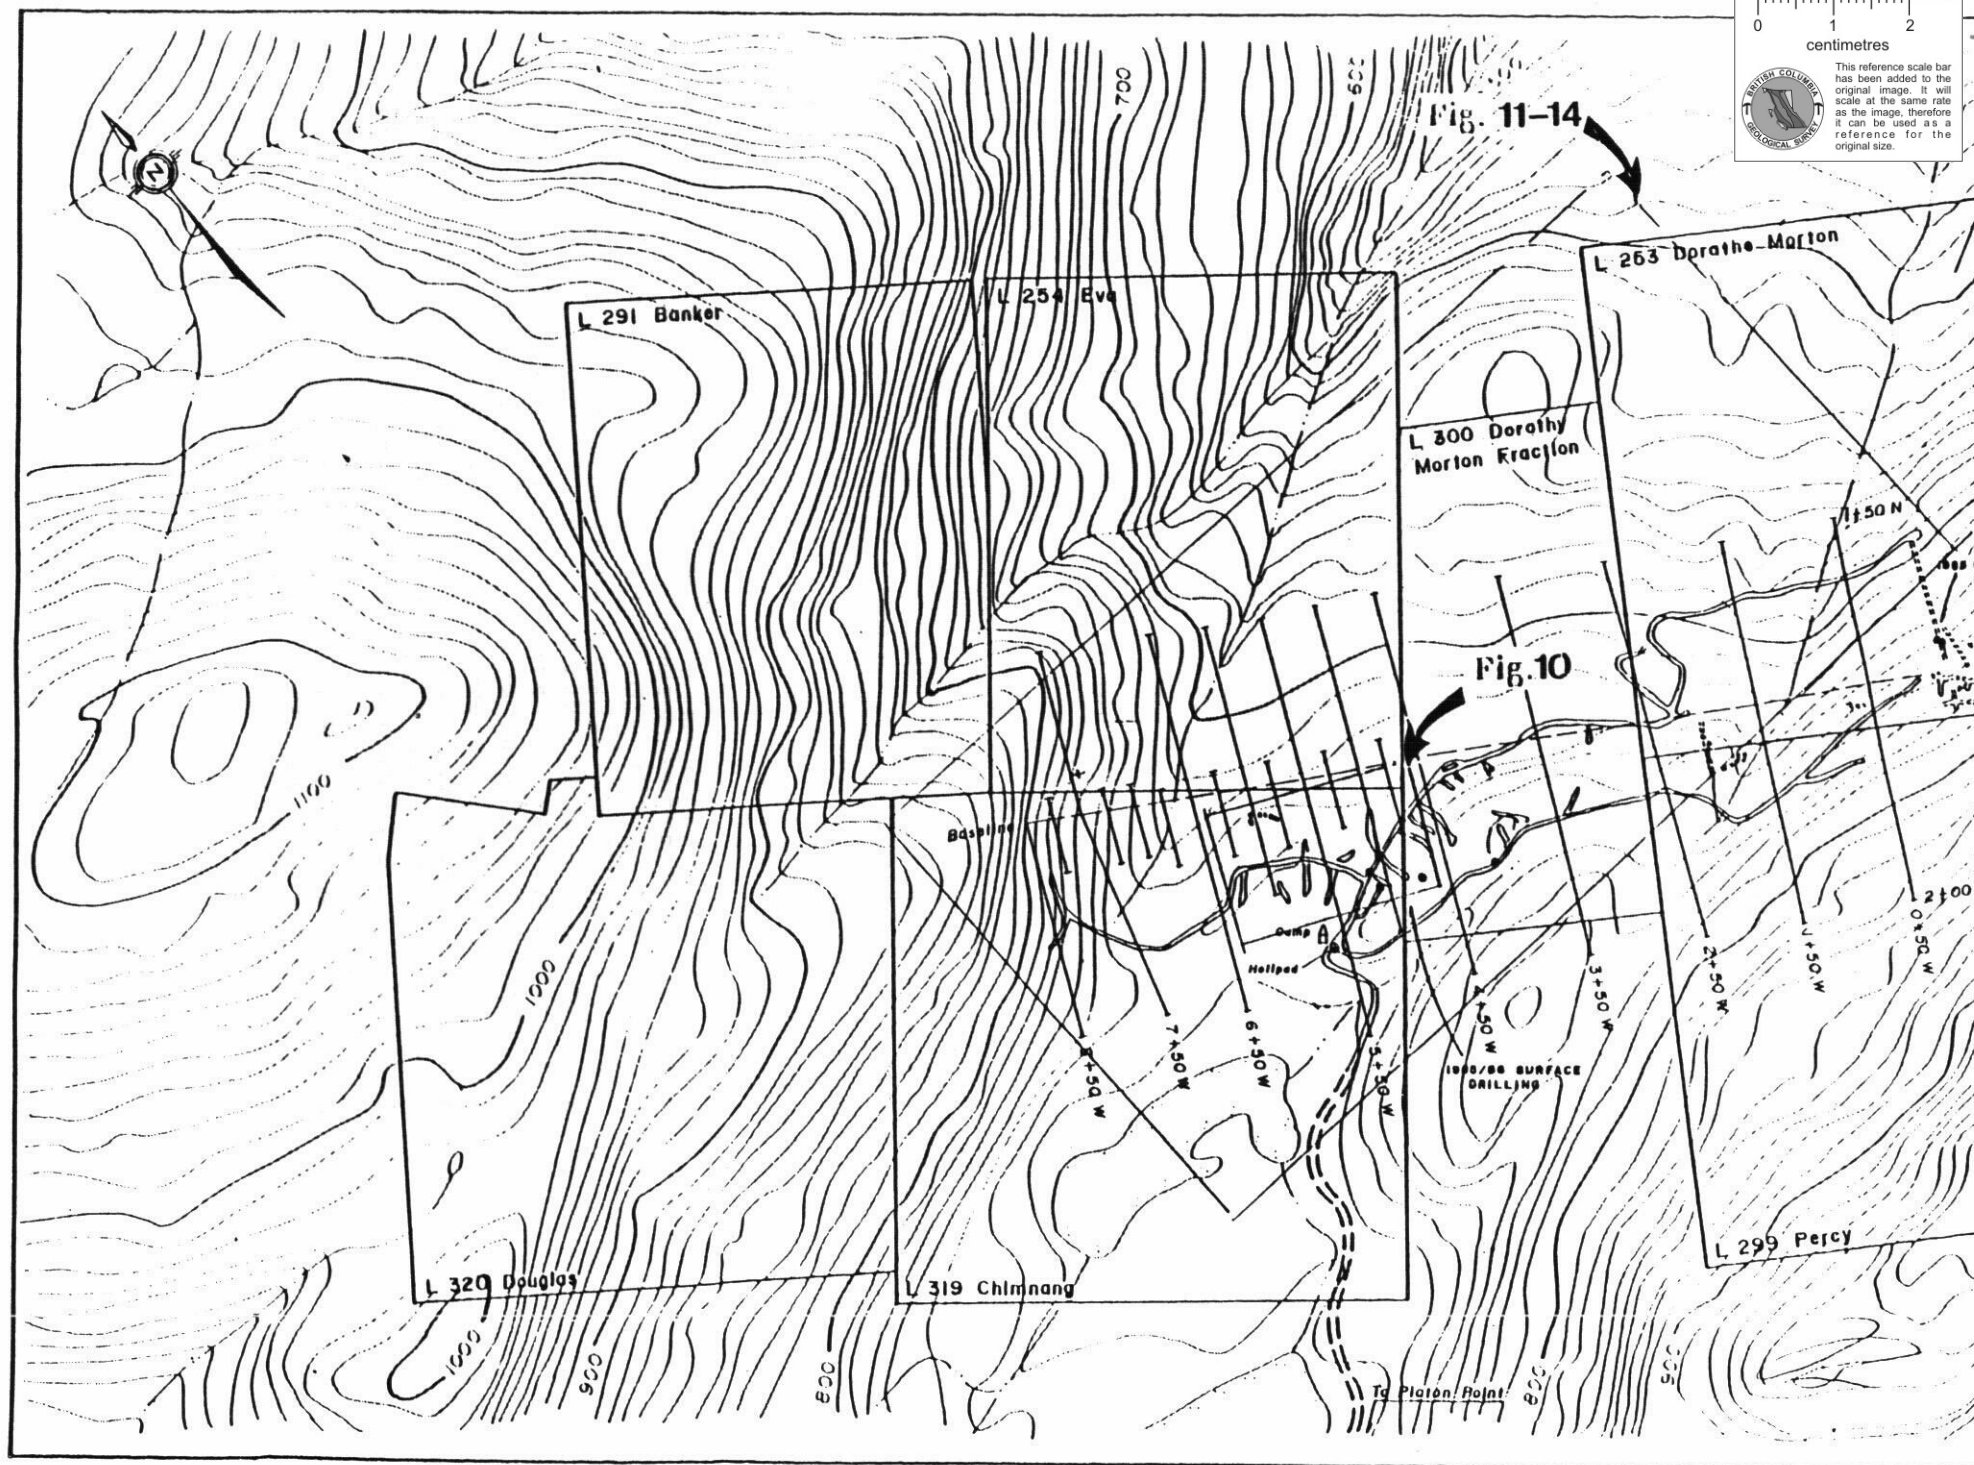 0 1 2
centimetres
BRITISH COLUMBIA
GEOLOGICAL SURVEY
This reference scale bar
has been added to the
original image. It will
scale at the same rate
as the image, therefore
it can be used as a
reference for the
original size.
700
Fig. 11–14
N
L 263 Dorathe Morton
L 254 Eva
L 291 Banker
L 300 Dorothy
Morton Fraction
1+50 N
Fig. 10
1100
Baseline
Camp
Helipad
2+00
0+50 W
1+50 W
2+50 W
3+50 W
4+50 W
5+50 W
6+50 W
7+50 W
8+50 W
1000
SURFACE
DRILLING
L 299 Percy
L 320 Douglas
L 319 Chimnang
1000
900
800
To Platon Point